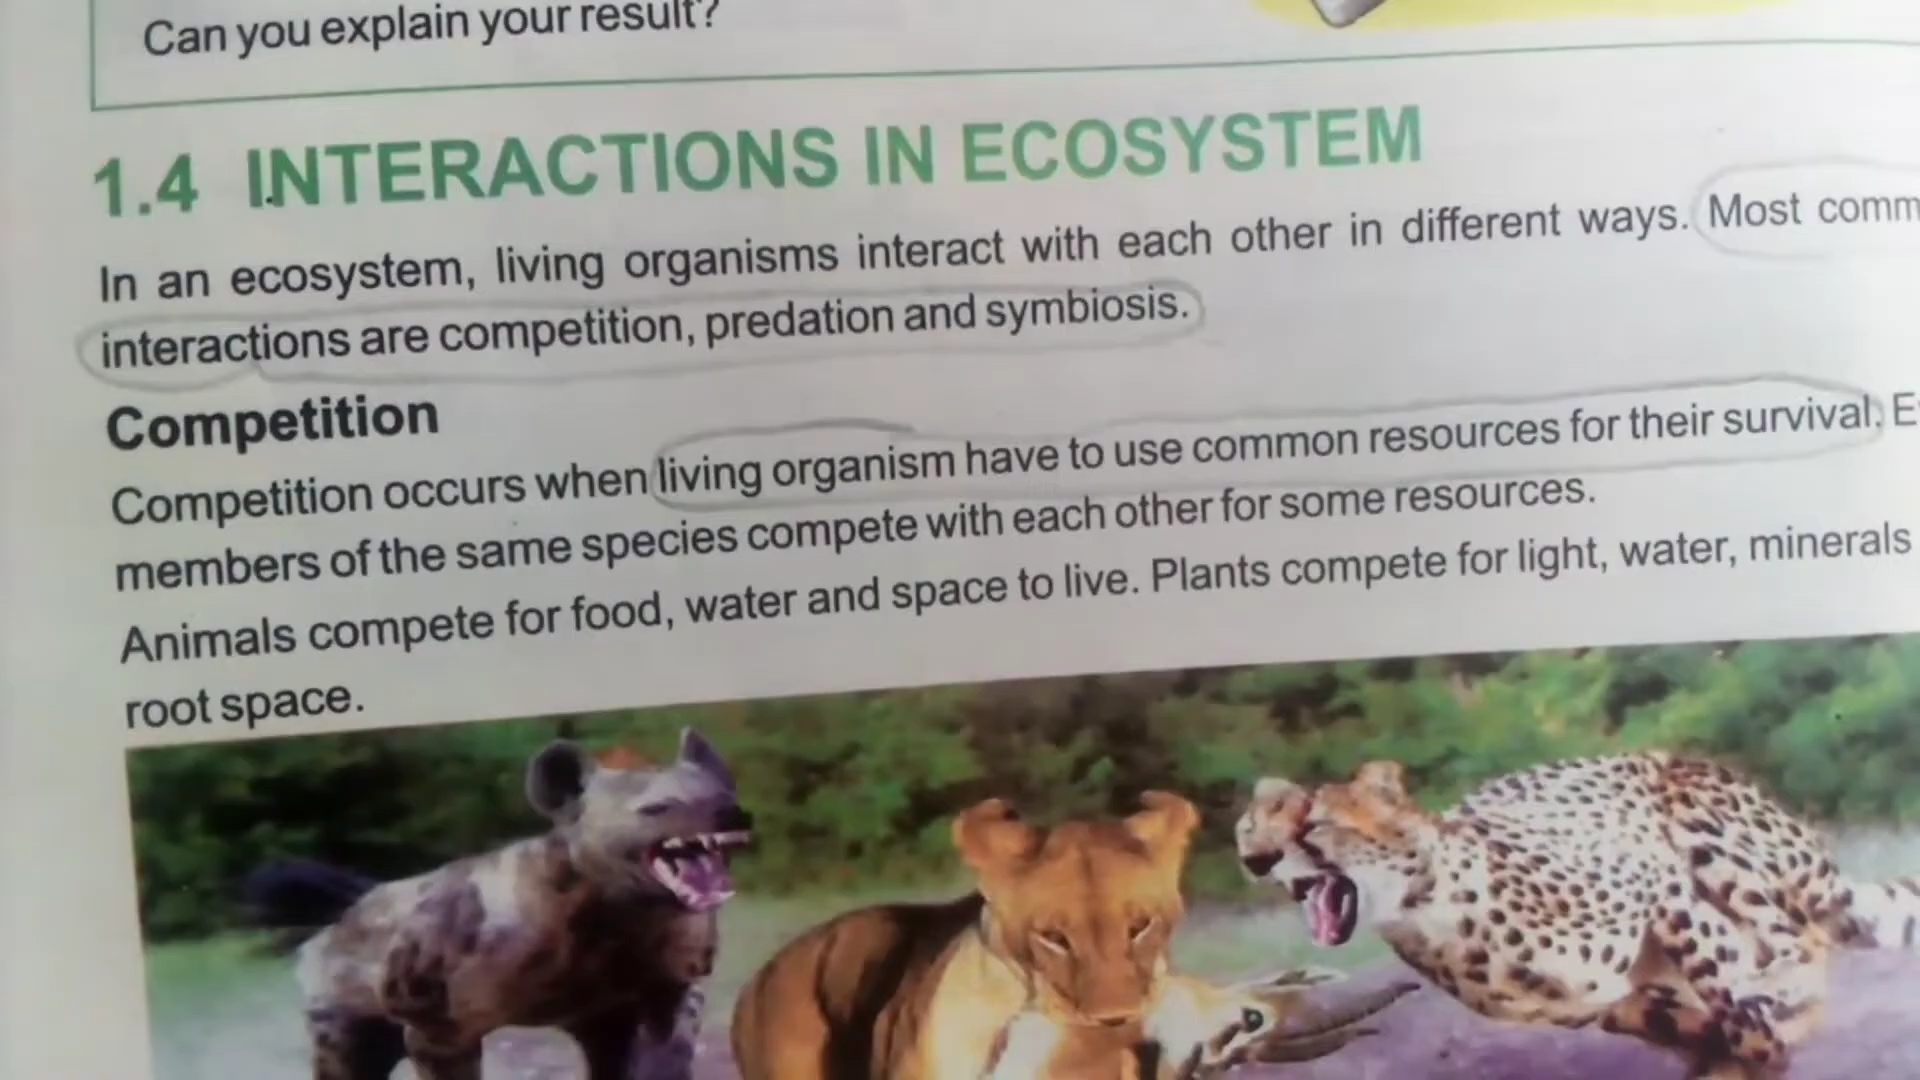 Can you explain your result?
1.4 INTERACTIONS IN ECOSYSTEM
In an ecosystem, living organisms interact with each other in different ways. Most
interactions are competition, predation and symbiosis.
Competition
Competition occurs when living organism have to use common resources for their survival.
members of the same species compete with each other for some resources.
Animals compete for food, water and space to live. Plants compete for light, water, minerals
root space.